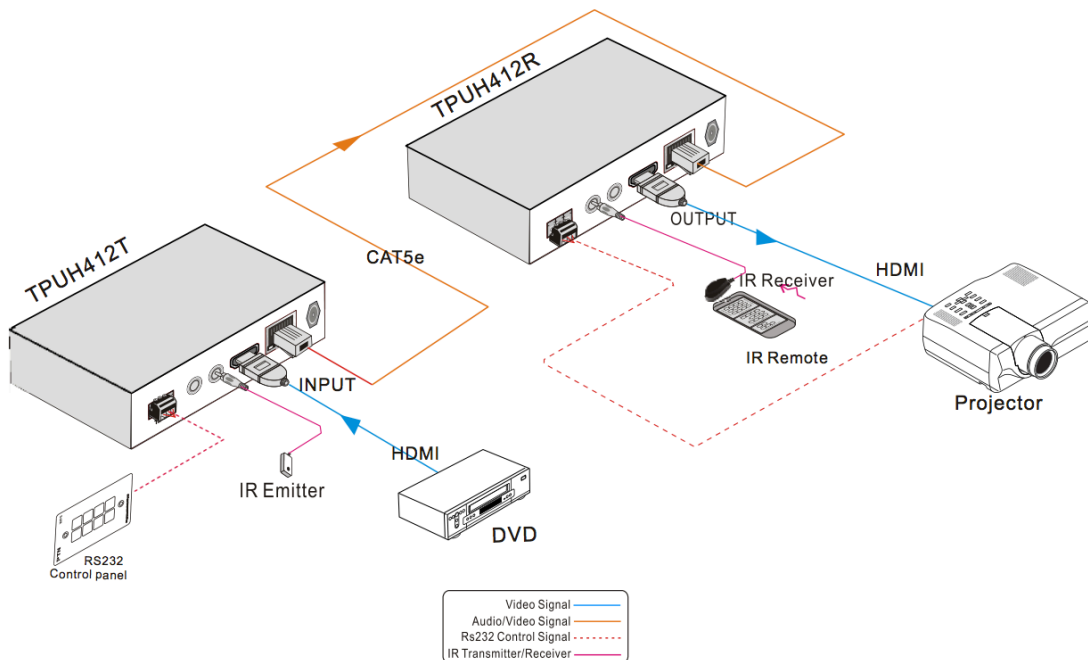 TPUH412R
TPUH412T
CAT5e
OUTPUT
HDMI
IR Receiver
IR Remote
Projector
INPUT
HDMI
IR Emitter
DVD
RS232
Control panel
Video Signal
Audio/Video Signal
Rs232 Control Signal
IR Transmitter/Receiver